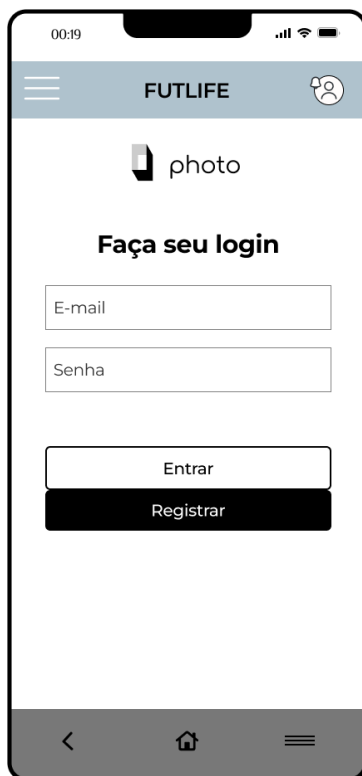 00:19
FUTLIFE
photo
Faça seu login
E-mail
Senha
Entrar
Registrar